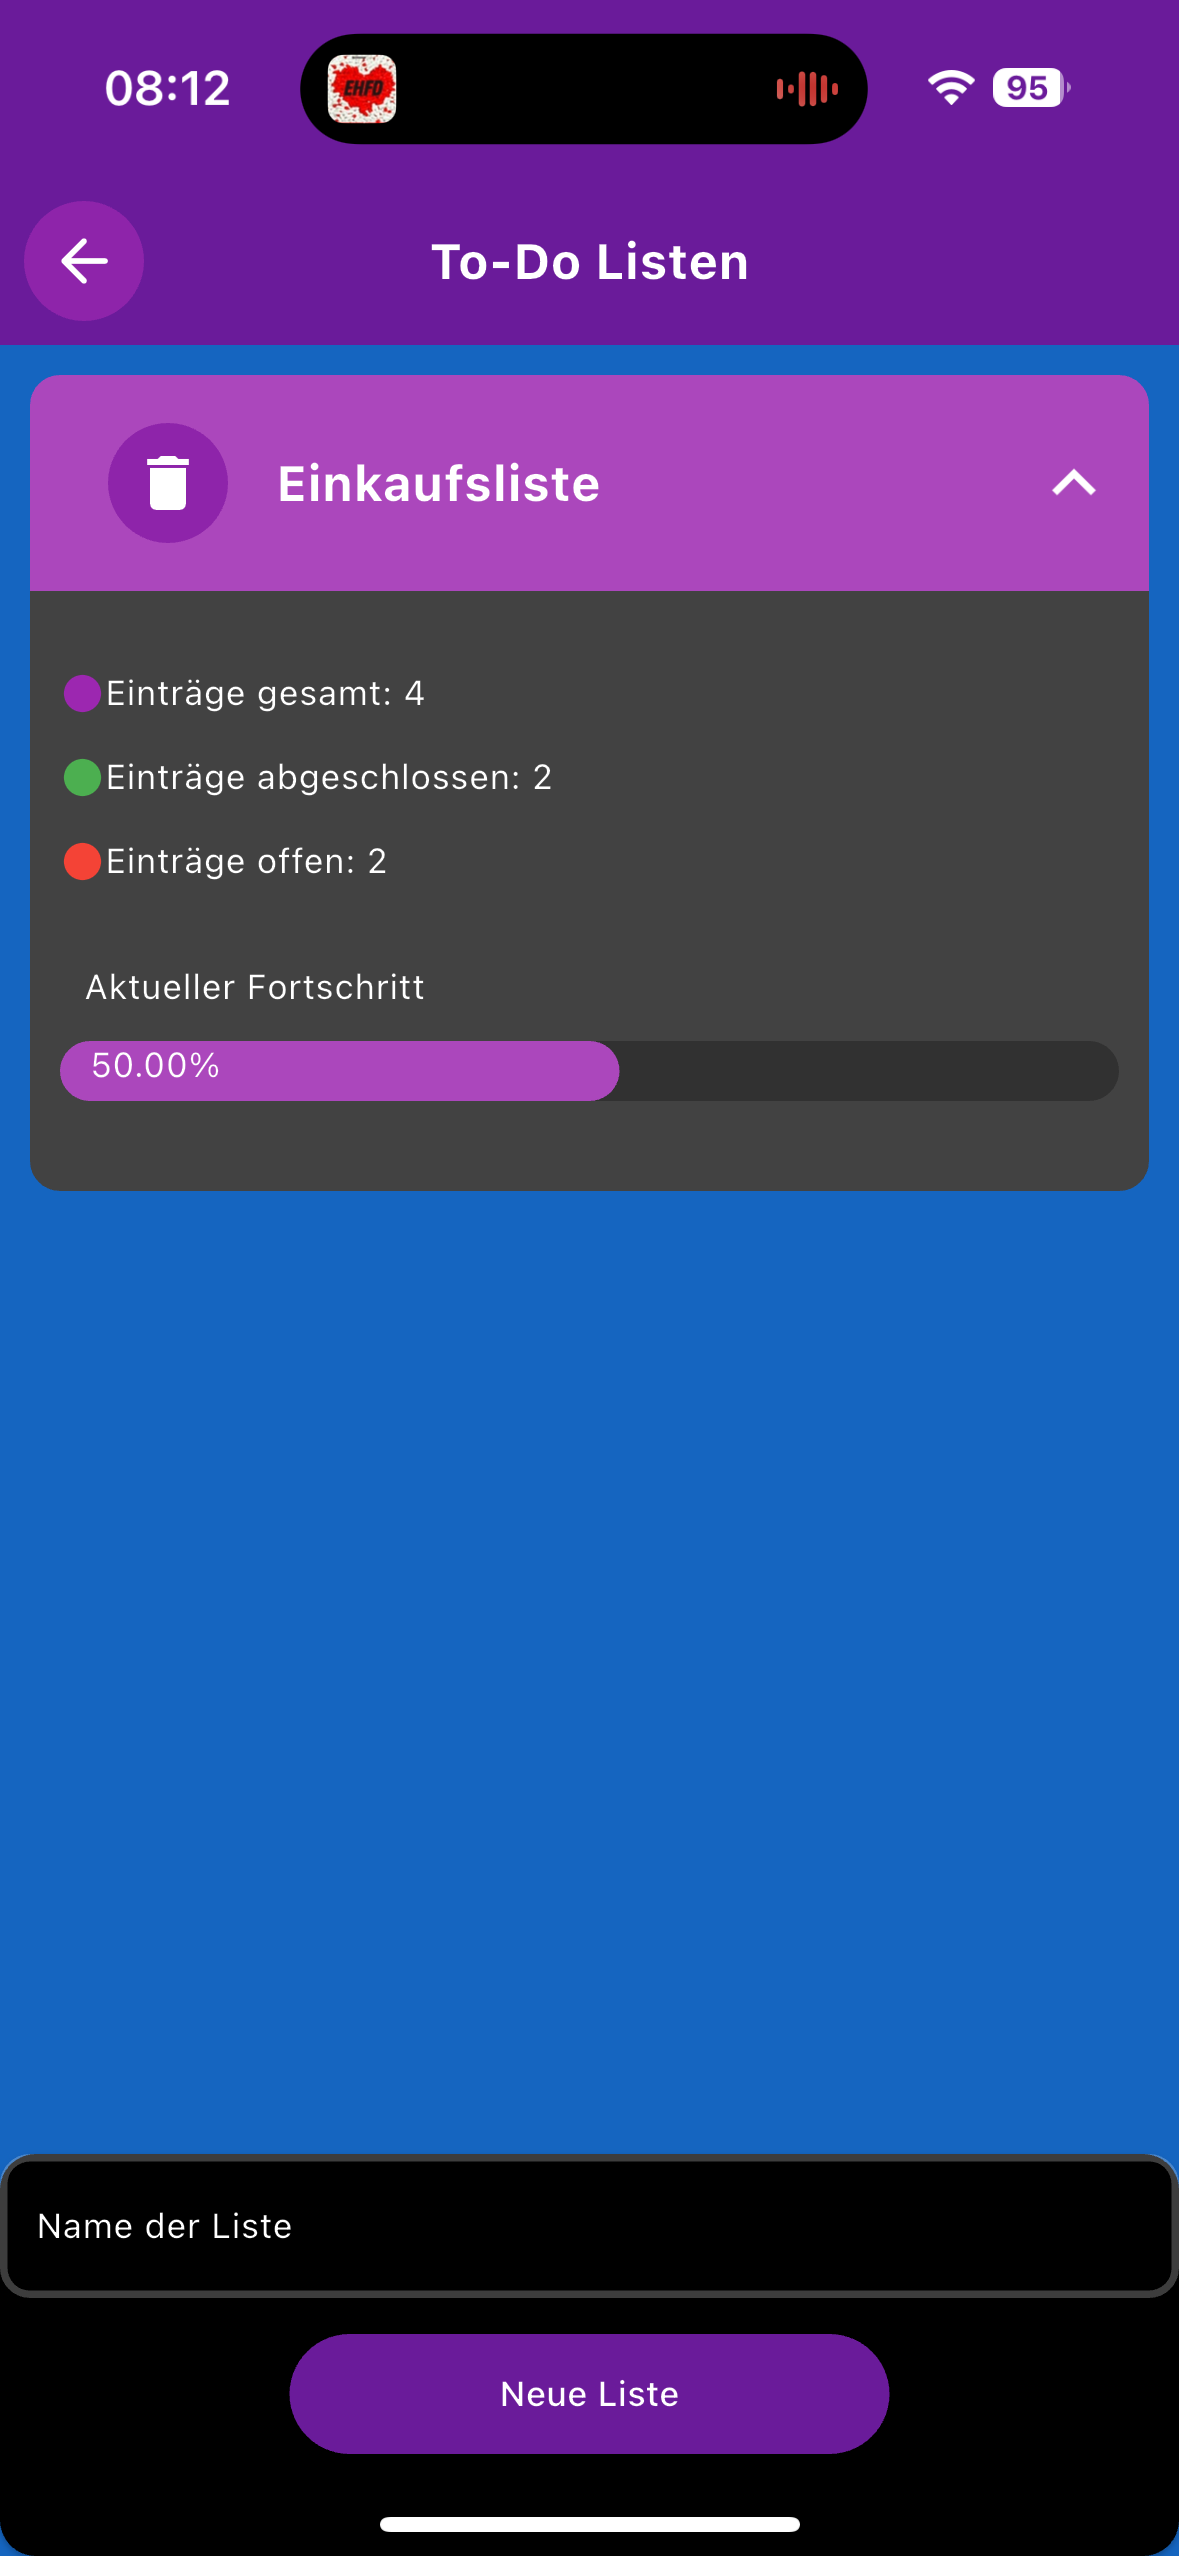 08:12
EHFD
95
To-Do Listen
Einkaufsliste
Einträge gesamt: 4
Einträge abgeschlossen: 2
Einträge offen: 2
Aktueller Fortschritt
50.00%
Name der Liste
Neue Liste